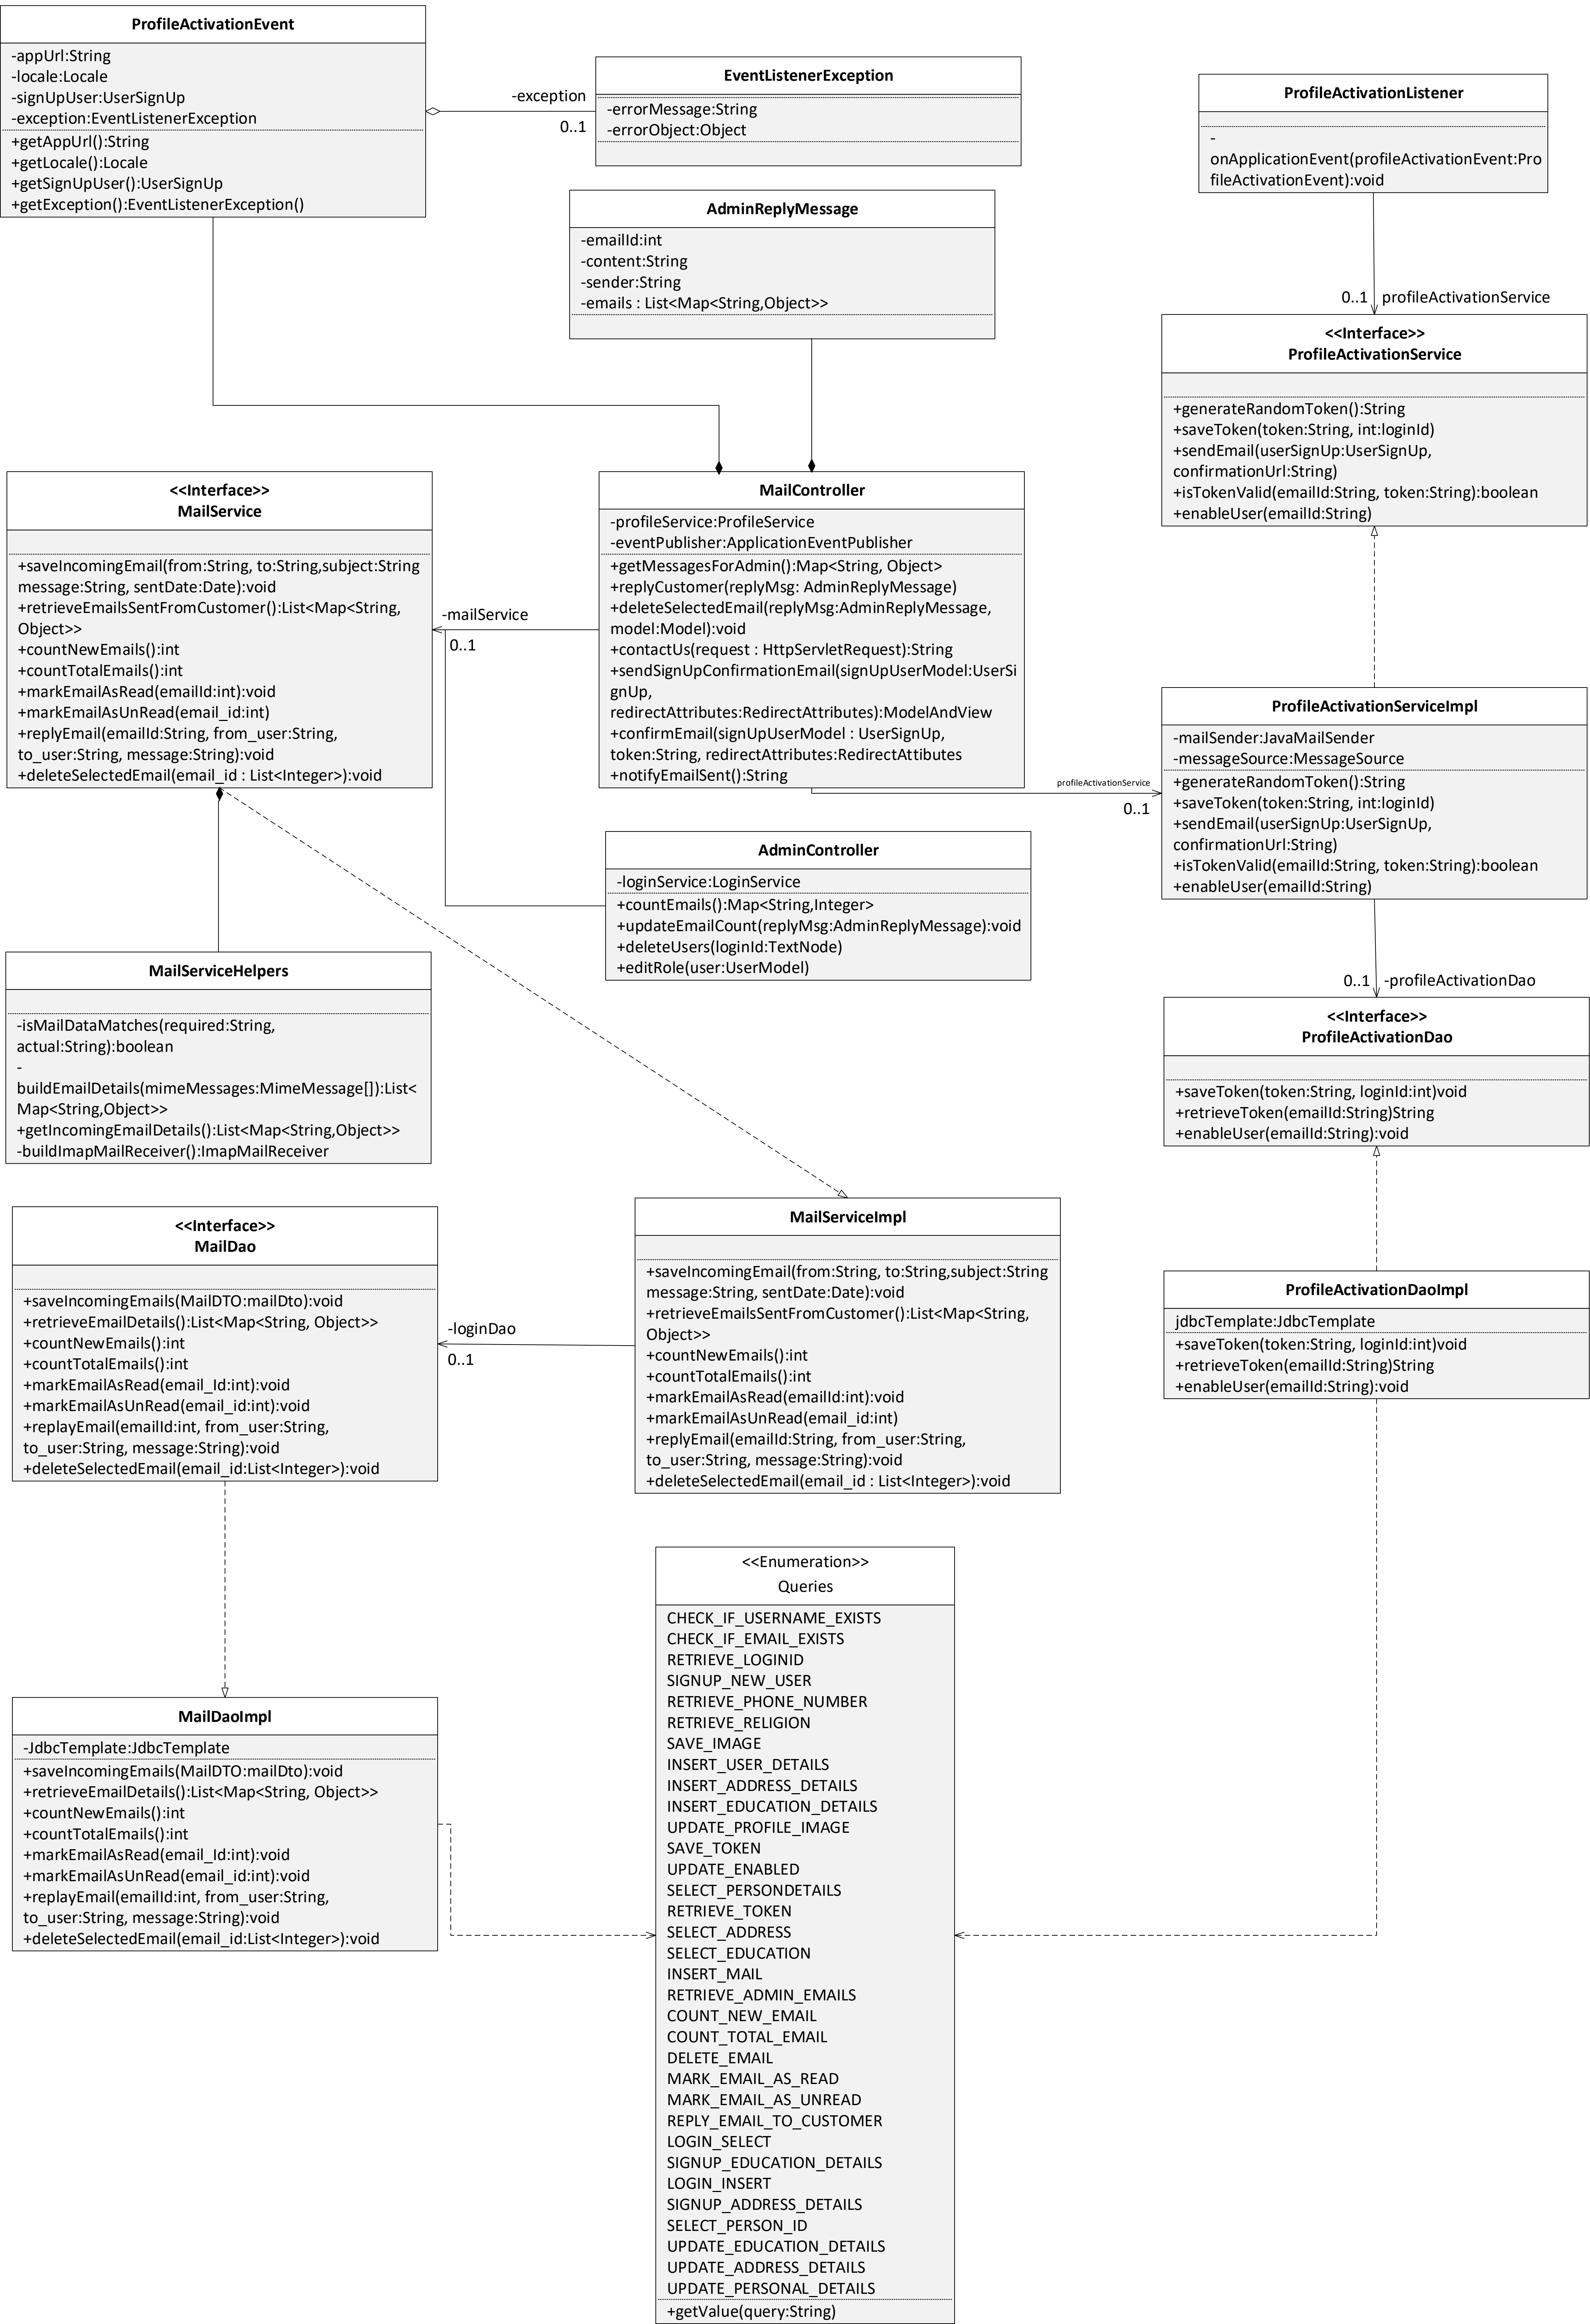 ProfileActivationEvent
-appUrl:String
-locale:Locale
-signUpUser:UserSignUp
-exception:EventListenerException
+getAppUrl():String
+getLocale():Locale
+getSignUpUser():UserSignUp
+getException():EventListenerException()
-exception
0..1
EventListenerException
-errorMessage:String
-errorObject:Object
ProfileActivationListener
-
onApplicationEvent(profileActivationEvent:Pro
fileActivationEvent):void
AdminReplyMessage
-emailId:int
-content:String
-sender:String
-emails : List<Map<String,Object>>
0..1
profileActivationService
<<Interface>>
ProfileActivationService
+generateRandomToken():String
+saveToken(token:String, int:loginId)
+sendEmail(userSignUp:UserSignUp,
confirmationUrl:String)
+isTokenValid(emailId:String, token:String):boolean
+enableUser(emailId:String)
<<Interface>>
MailService
+saveIncomingEmail(from:String, to:String,subject:String
message:String, sentDate:Date):void
+retrieveEmailsSentFromCustomer():List<Map<String,
Object>>
+countNewEmails():int
+countTotalEmails():int
+markEmailAsRead(emailId:int):void
+markEmailAsUnRead(email_id:int)
+replyEmail(emailId:String, from_user:String,
to_user:String, message:String):void
+deleteSelectedEmail(email_id : List<Integer>):void
-mailService
0..1
MailController
-profileService:ProfileService
-eventPublisher:ApplicationEventPublisher
+getMessagesForAdmin():Map<String, Object>
+replyCustomer(replyMsg: AdminReplyMessage)
+deleteSelectedEmail(replyMsg:AdminReplyMessage,
model:Model):void
+contactUs(request : HttpServletRequest):String
+sendSignUpConfirmationEmail(signUpUserModel:UserSi
gnUp,
redirectAttributes:RedirectAttributes):ModelAndView
+confirmEmail(signUpUserModel : UserSignUp,
token:String, redirectAttributes:RedirectAttibutes
+notifyEmailSent():String
profileActivationService
0..1
ProfileActivationServiceImpl
-mailSender:JavaMailSender
-messageSource:MessageSource
+generateRandomToken():String
+saveToken(token:String, int:loginId)
+sendEmail(userSignUp:UserSignUp,
confirmationUrl:String)
+isTokenValid(emailId:String, token:String):boolean
+enableUser(emailId:String)
AdminController
-loginService:LoginService
+countEmails():Map<String,Integer>
+updateEmailCount(replyMsg:AdminReplyMessage):void
+deleteUsers(loginId:TextNode)
+editRole(user:UserModel)
MailServiceHelpers
-isMailDataMatches(required:String,
actual:String):boolean
-
buildEmailDetails(mimeMessages:MimeMessage[]):List<
Map<String,Object>>
+getIncomingEmailDetails():List<Map<String,Object>>
-buildImapMailReceiver():ImapMailReceiver
0..1
-profileActivationDao
<<Interface>>
ProfileActivationDao
+saveToken(token:String, loginId:int)void
+retrieveToken(emailId:String)String
+enableUser(emailId:String):void
<<Interface>>
MailDao
+saveIncomingEmails(MailDTO:mailDto):void
+retrieveEmailDetails():List<Map<String, Object>>
+countNewEmails():int
+countTotalEmails():int
+markEmailAsRead(email_Id:int):void
+markEmailAsUnRead(email_id:int):void
+replayEmail(emailId:int, from_user:String,
to_user:String, message:String):void
+deleteSelectedEmail(email_id:List<Integer>):void
-loginDao
0..1
MailServiceImpl
+saveIncomingEmail(from:String, to:String,subject:String
message:String, sentDate:Date):void
+retrieveEmailsSentFromCustomer():List<Map<String,
Object>>
+countNewEmails():int
+countTotalEmails():int
+markEmailAsRead(emailId:int):void
+markEmailAsUnRead(email_id:int)
+replyEmail(emailId:String, from_user:String,
to_user:String, message:String):void
+deleteSelectedEmail(email_id : List<Integer>):void
ProfileActivationDaoImpl
jdbcTemplate:JdbcTemplate
+saveToken(token:String, loginId:int)void
+retrieveToken(emailId:String)String
+enableUser(emailId:String):void
MailDaoImpl
-JdbcTemplate:JdbcTemplate
+saveIncomingEmails(MailDTO:mailDto):void
+retrieveEmailDetails():List<Map<String, Object>>
+countNewEmails():int
+countTotalEmails():int
+markEmailAsRead(email_Id:int):void
+markEmailAsUnRead(email_id:int):void
+replayEmail(emailId:int, from_user:String,
to_user:String, message:String):void
+deleteSelectedEmail(email_id:List<Integer>):void
<<Enumeration>>
Queries
CHECK_IF_USERNAME_EXISTS
CHECK_IF_EMAIL_EXISTS
RETRIEVE_LOGINID
SIGNUP_NEW_USER
RETRIEVE_PHONE_NUMBER
RETRIEVE_RELIGION
SAVE_IMAGE
INSERT_USER_DETAILS
INSERT_ADDRESS_DETAILS
INSERT_EDUCATION_DETAILS
UPDATE_PROFILE_IMAGE
SAVE_TOKEN
UPDATE_ENABLED
SELECT_PERSONDETAILS
RETRIEVE_TOKEN
SELECT_ADDRESS
SELECT_EDUCATION
INSERT_MAIL
RETRIEVE_ADMIN_EMAILS
COUNT_NEW_EMAIL
COUNT_TOTAL_EMAIL
DELETE_EMAIL
MARK_EMAIL_AS_READ
MARK_EMAIL_AS_UNREAD
REPLY_EMAIL_TO_CUSTOMER
LOGIN_SELECT
SIGNUP_EDUCATION_DETAILS
LOGIN_INSERT
SIGNUP_ADDRESS_DETAILS
SELECT_PERSON_ID
UPDATE_EDUCATION_DETAILS
UPDATE_ADDRESS_DETAILS
UPDATE_PERSONAL_DETAILS
+getValue(query:String)